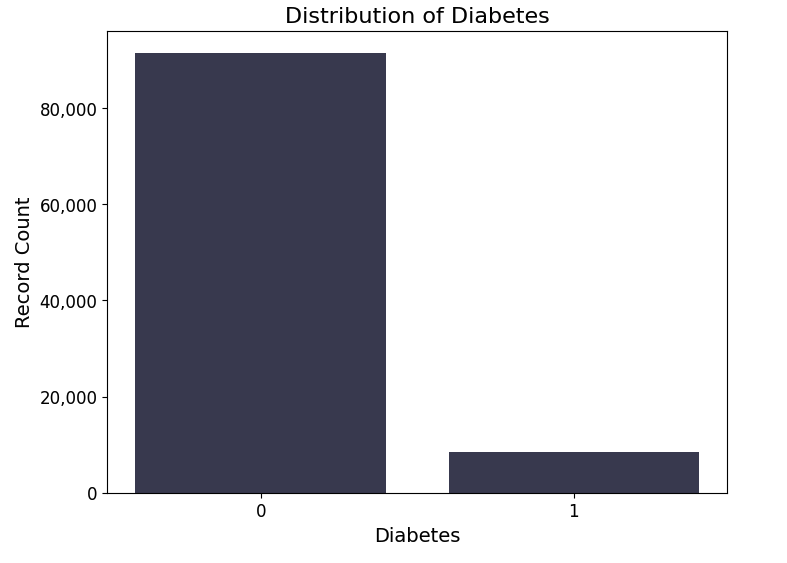 Distribution of Diabetes
80,000
60,000
40,000
20,000
0
Record Count
0
1
Diabetes